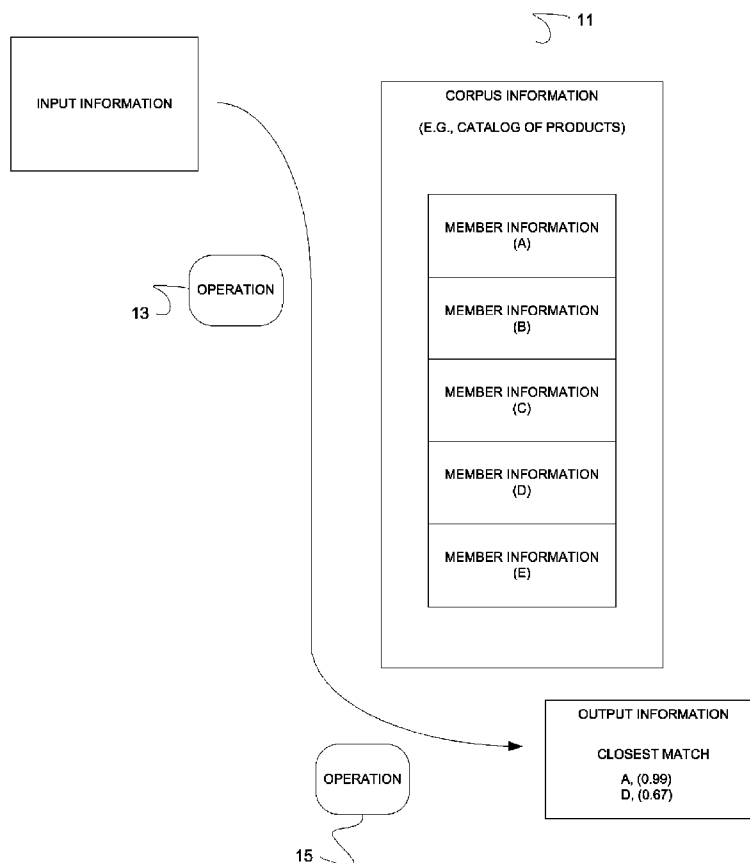 11
INPUT INFORMATION
CORPUS INFORMATION
(E.G., CATALOG OF PRODUCTS)
MEMBER INFORMATION
(A)
OPERATION
13
MEMBER INFORMATION
(B)
MEMBER INFORMATION
(C)
MEMBER INFORMATION
(D)
MEMBER INFORMATION
(E)
OUTPUT INFORMATION
CLOSEST MATCH
A, (0.99)
D, (0.67)
OPERATION
15